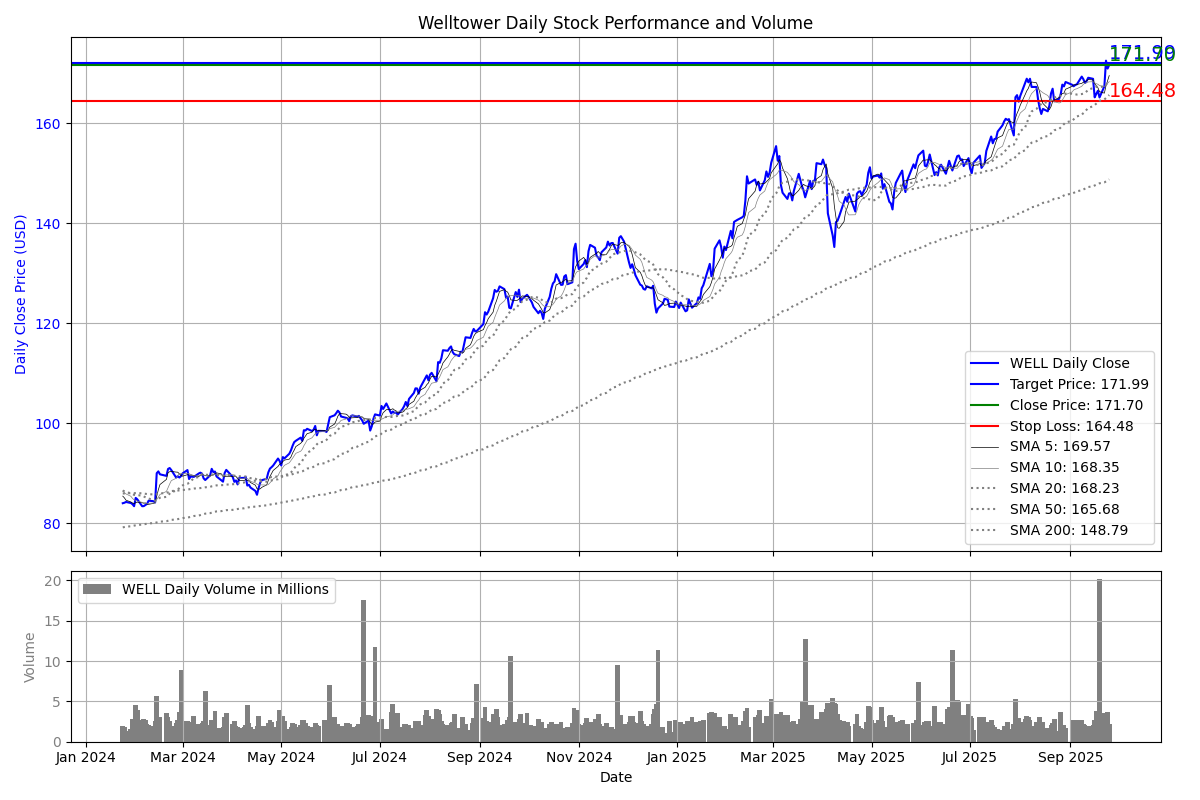 Welltower Daily Stock Performance and Volume
171.99
171.70
164.48
Daily Close Price (USD)
160
140
120
100
80
WELL Daily Close
Target Price: 171.99
Close Price: 171.70
Stop Loss: 164.48
SMA 5: 169.57
SMA 10: 168.35
SMA 20: 168.23
SMA 50: 165.68
SMA 200: 148.79
WELL Daily Volume in Millions
Volume
20
15
10
5
0
Jan 2024
Mar 2024
May 2024
Jul 2024
Sep 2024
Nov 2024
Jan 2025
Mar 2025
May 2025
Jul 2025
Sep 2025
Date